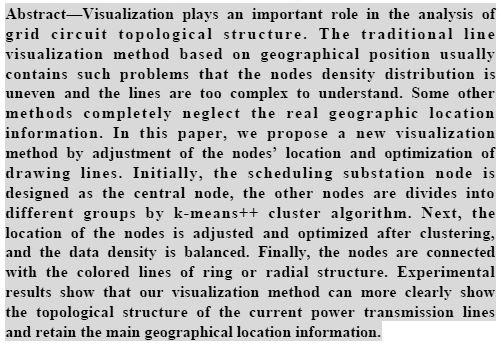 Abstract—Visualization plays an important role in the analysis of
grid circuit topological structure. The traditional line
visualization method based on geographical position usually
contains such problems that the nodes density distribution is
uneven and the lines are too complex to understand. Some other
methods completely neglect the real geographic location
information. In this paper, we propose a new visualization
method by adjustment of the nodes’ location and optimization of
drawing lines. Initially, the scheduling substation node is
designed as the central node, the other nodes are divides into
different groups by k-means++ cluster algorithm. Next, the
location of the nodes is adjusted and optimized after clustering,
and the data density is balanced. Finally, the nodes are connected
with the colored lines of ring or radial structure. Experimental
results show that our visualization method can more clearly show
the topological structure of the current power transmission lines
and retain the main geographical location information.